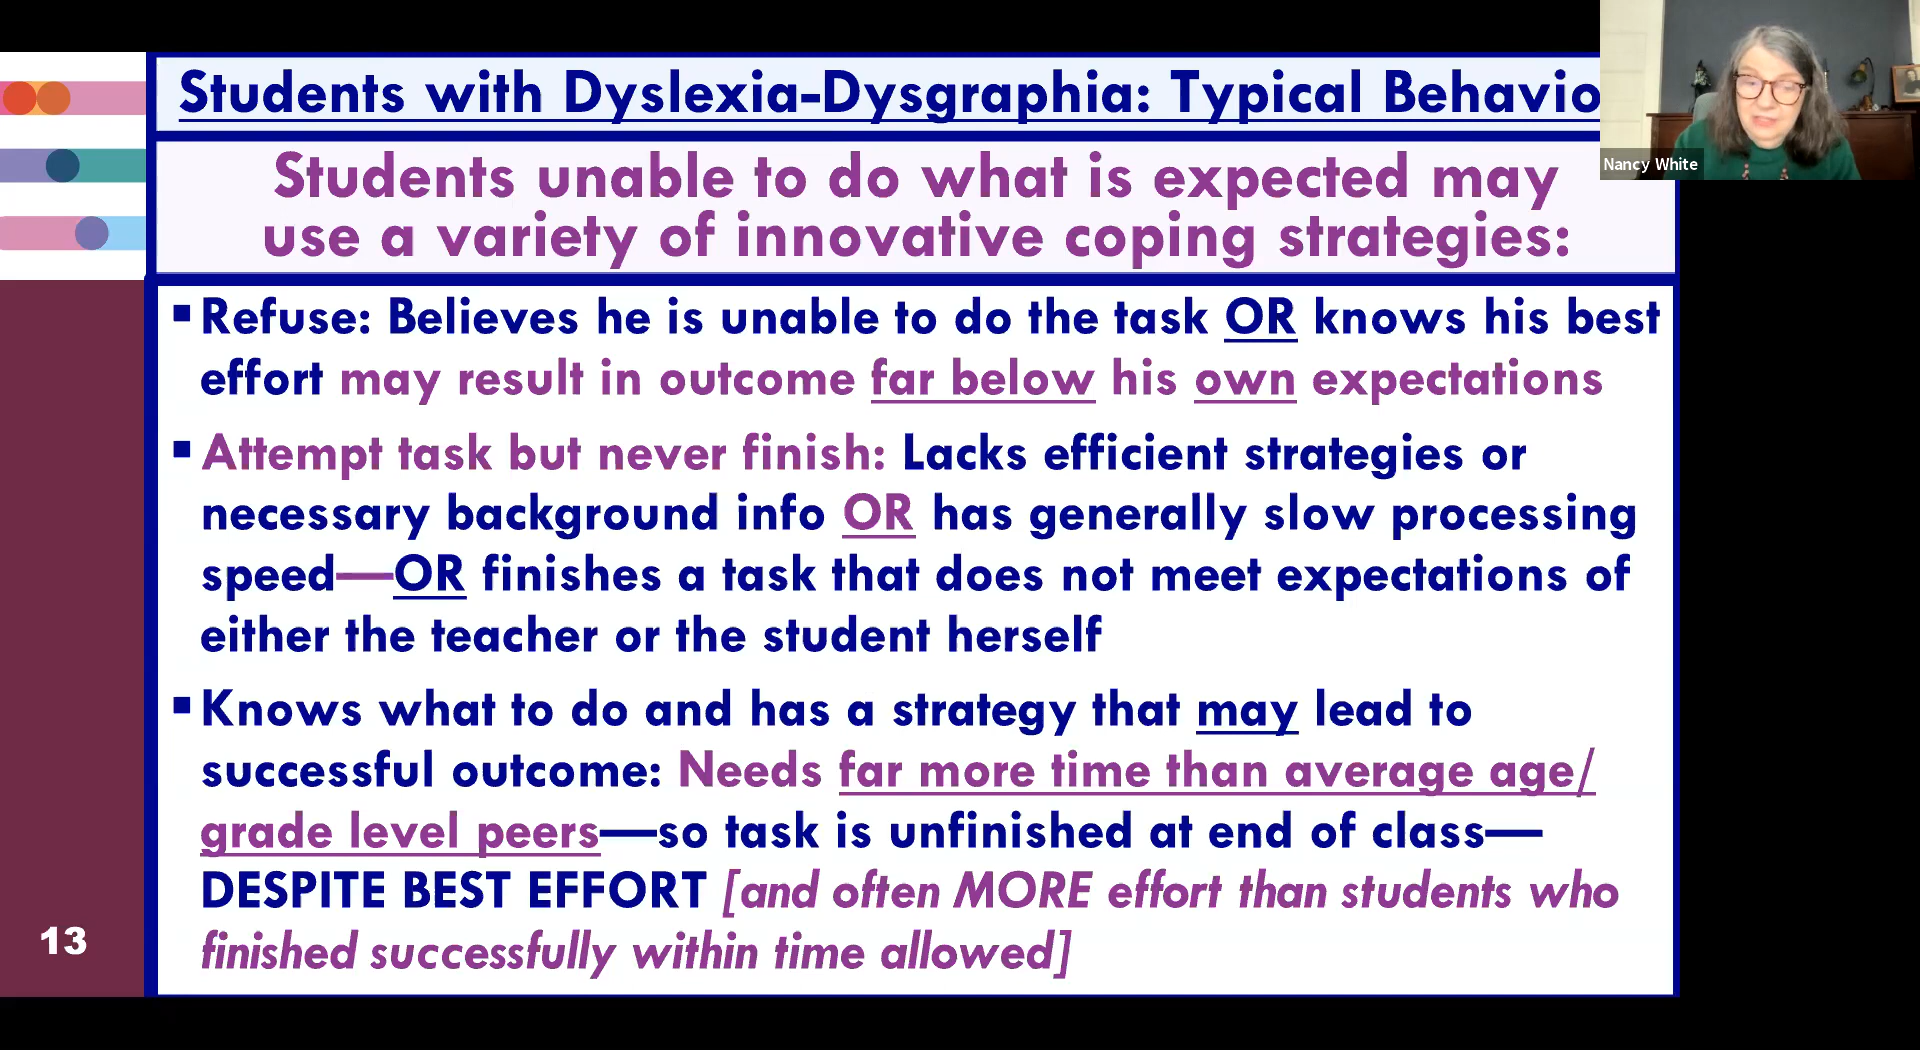 Students with Dyslexia-Dysgraphia: Typical Behavio
Nancy White
Students unable to do what is expected may
use a variety of innovative coping strategies:
▪ Refuse: Believes he is unable to do the task OR knows his best
effort may result in outcome far below his own expectations
▪ Attempt task but never finish: Lacks efficient strategies or
necessary background info OR has generally slow processing
speed—OR finishes a task that does not meet expectations of
either the teacher or the student herself
▪ Knows what to do and has a strategy that may lead to
successful outcome: Needs far more time than average age/
grade level peers—so task is unfinished at end of class—
DESPITE BEST EFFORT [and often MORE effort than students who
finished successfully within time allowed]
13